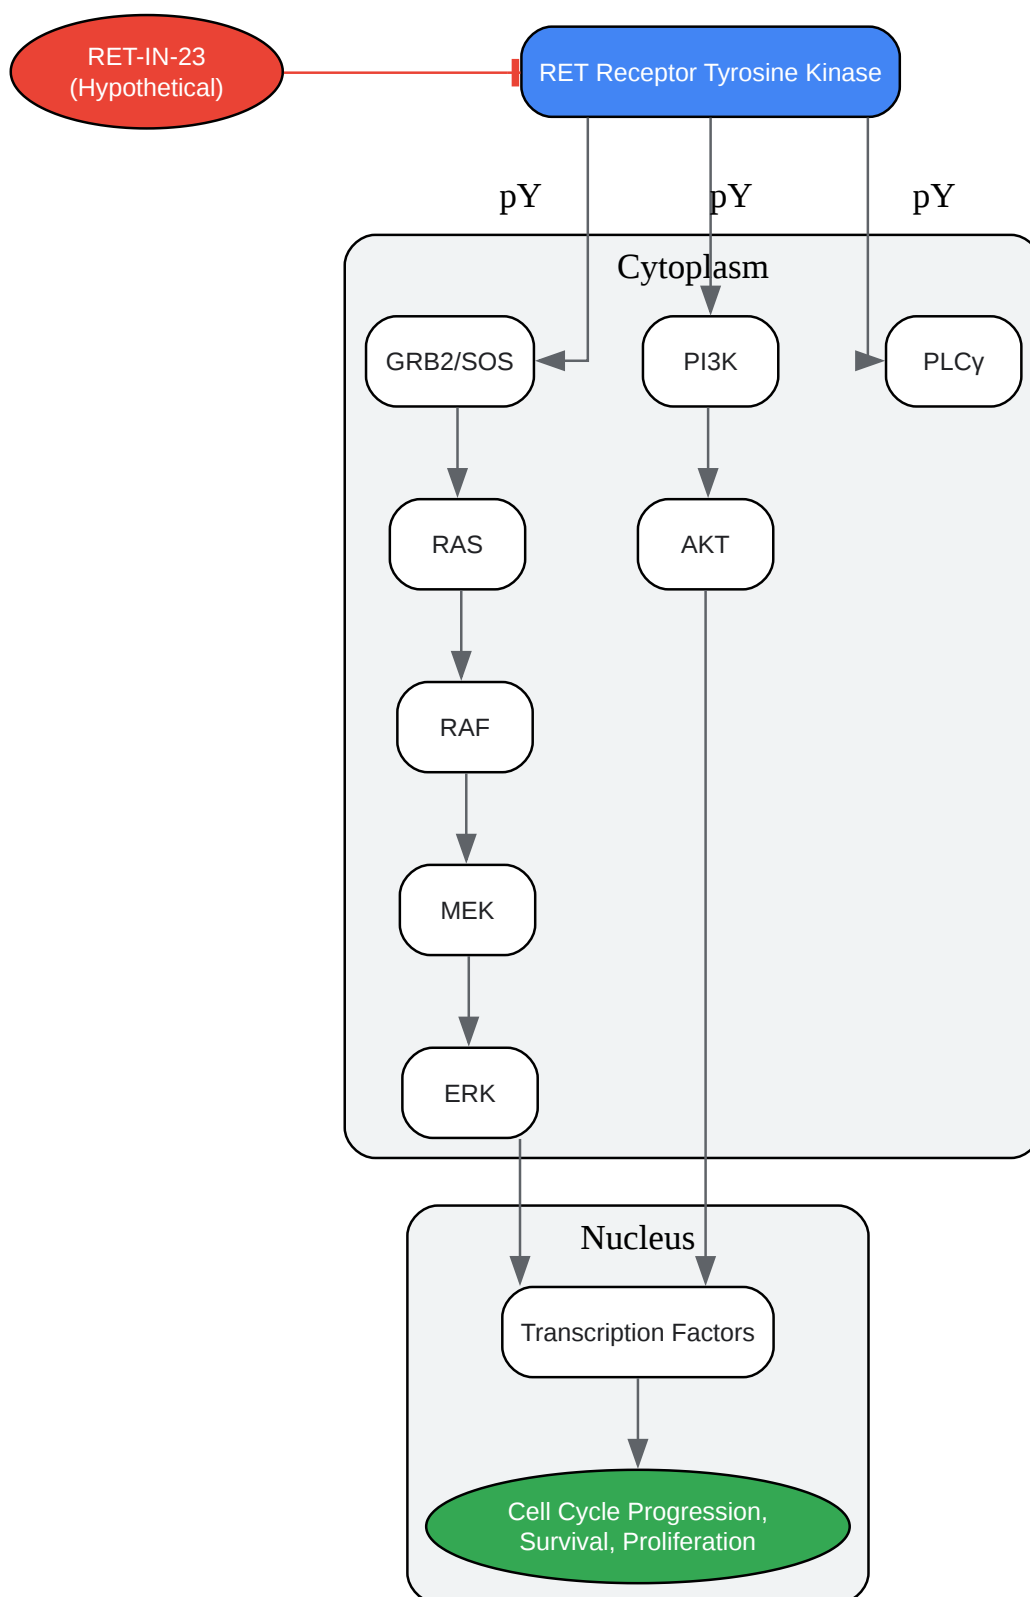 RET-IN-23
(Hypothetical)
RET Receptor Tyrosine Kinase
pY
pY
pY
Cytoplasm
GRB2/SOS
PI3K
PLCγ
RAS
AKT
RAF
MEK
ERK
Nucleus
Transcription Factors
Cell Cycle Progression,
Survival, Proliferation